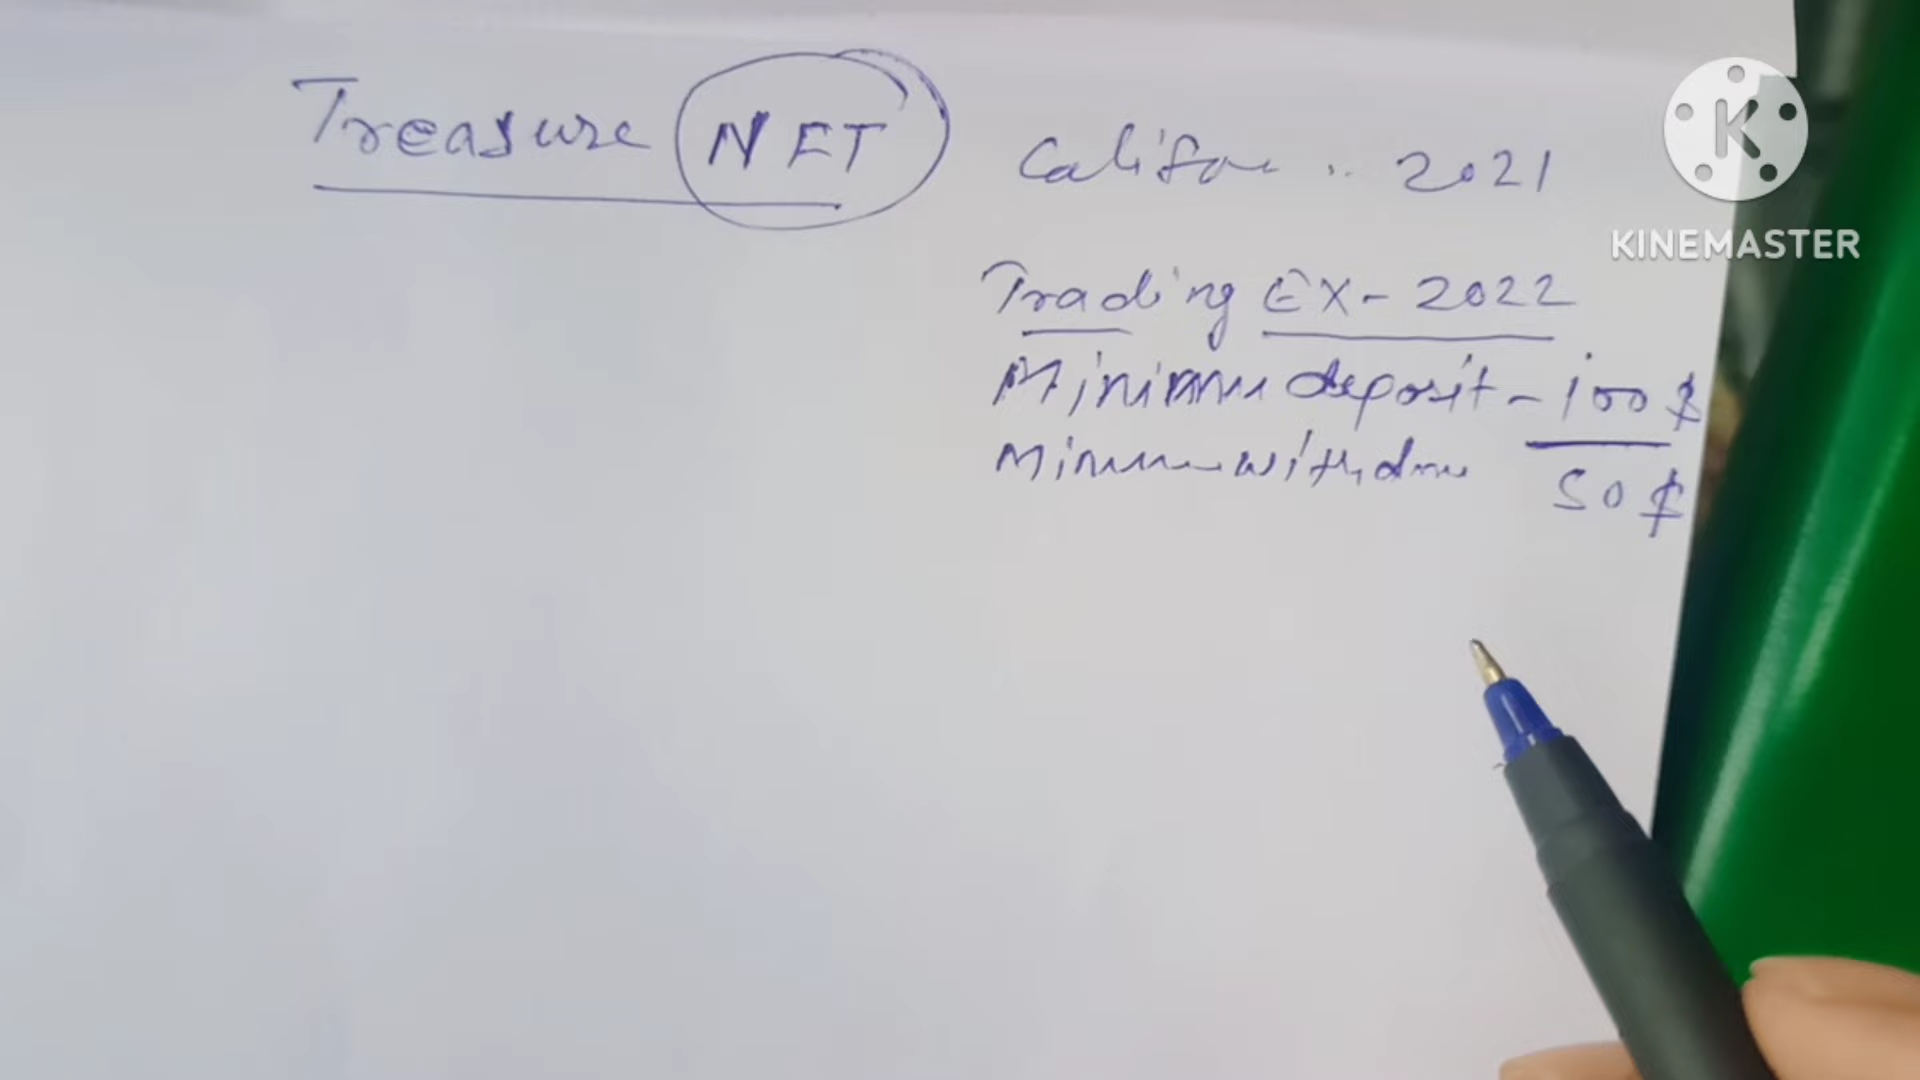 Treasure NFT
Califor .. 2021
Trading EX - 2022
Minimum deposit - 100 $
Minimum withdraw 50 $
KINEMASTER